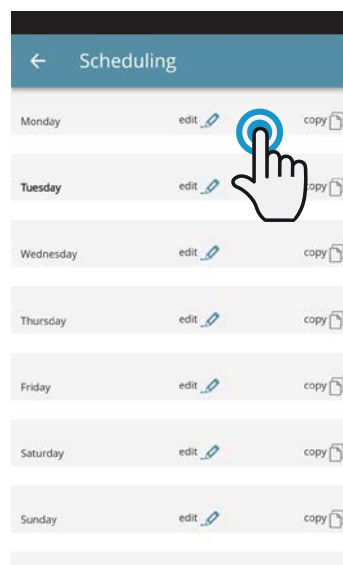 Scheduling
Monday edit copy
Tuesday edit copy
Wednesday edit copy
Thursday edit copy
Friday edit copy
Saturday edit copy
Sunday edit copy